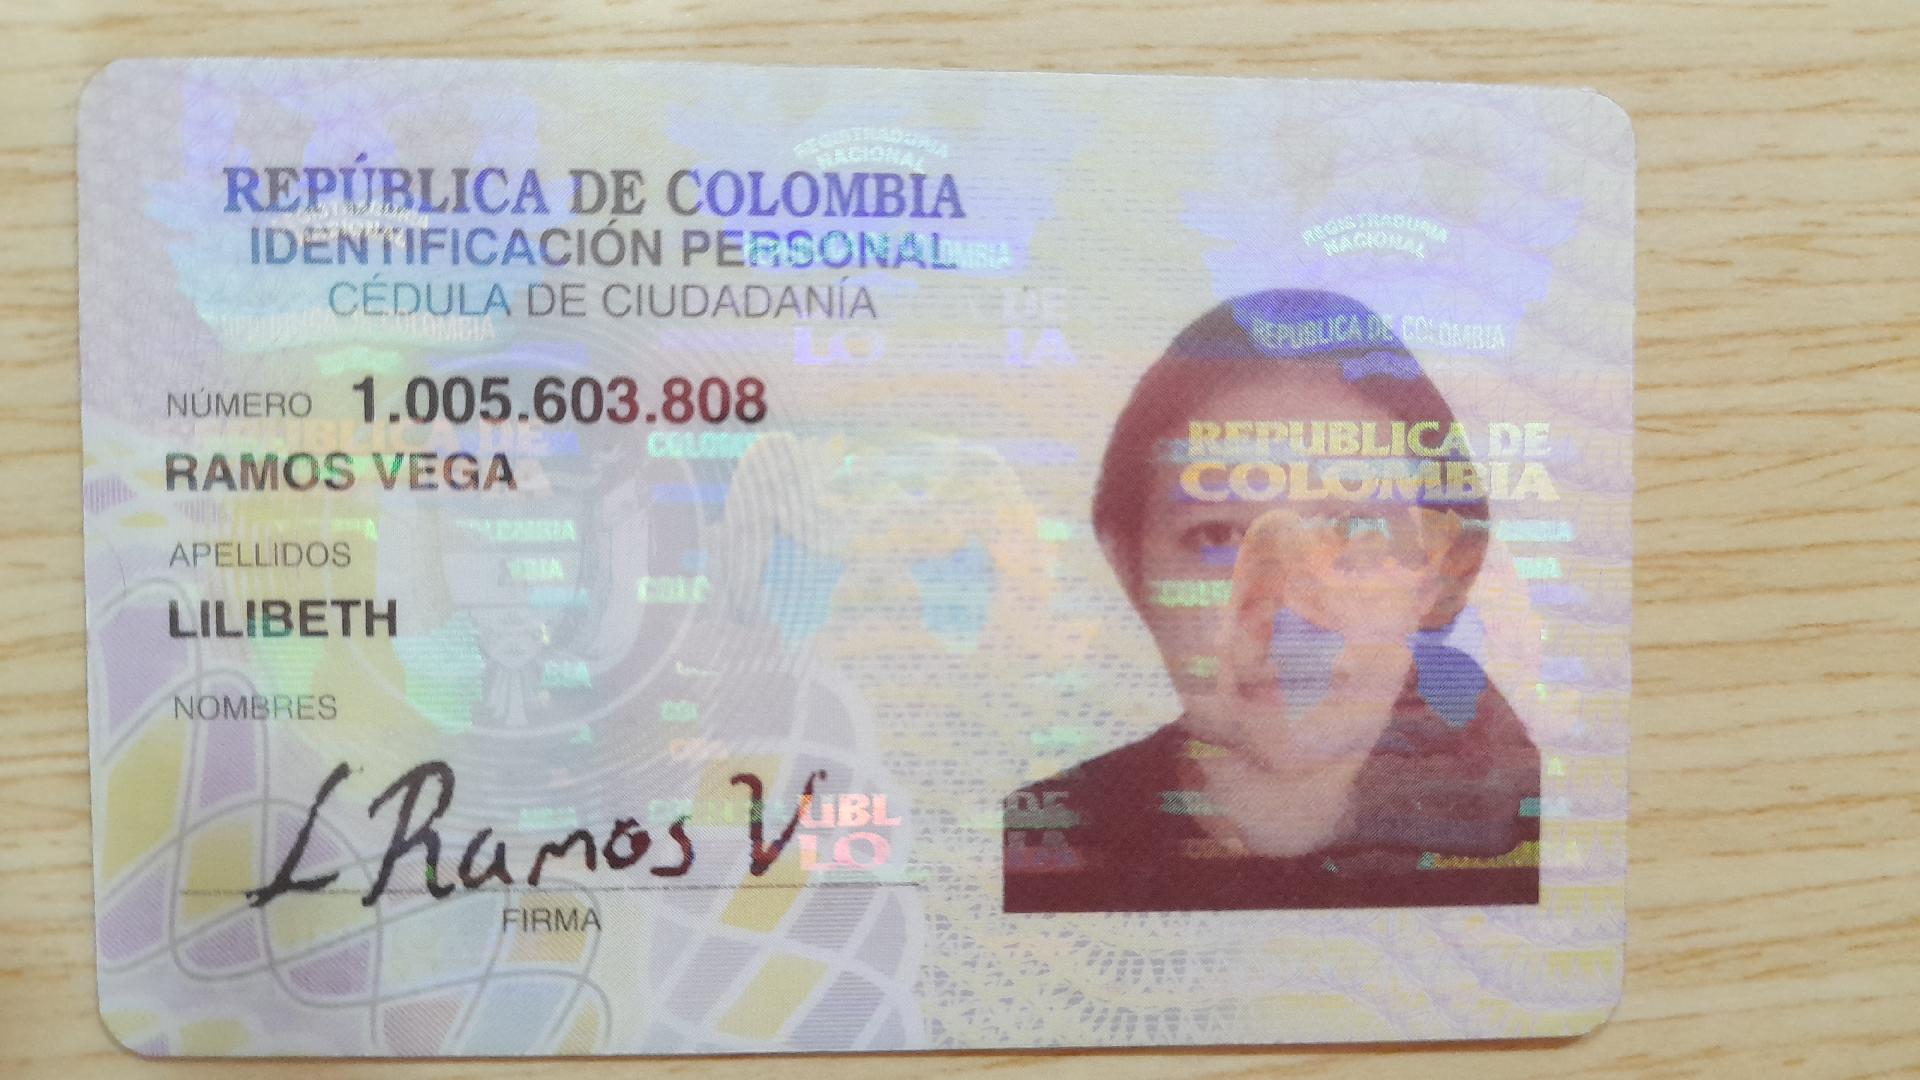 REPÚBLICA DE COLOMBIA
IDENTIFICACIÓN PERSONAL
CÉDULA DE CIUDADANÍA
NÚMERO 1.005.603.808
RAMOS VEGA
APELLIDOS
LILIBETH
NOMBRES
L Ramos V
FIRMA
REGISTRADURIA
NACIONAL
REGISTRADURIA
NACIONAL
REPUBLICA DE COLOMBIA
REPUBLICA DE
COLOMBIA